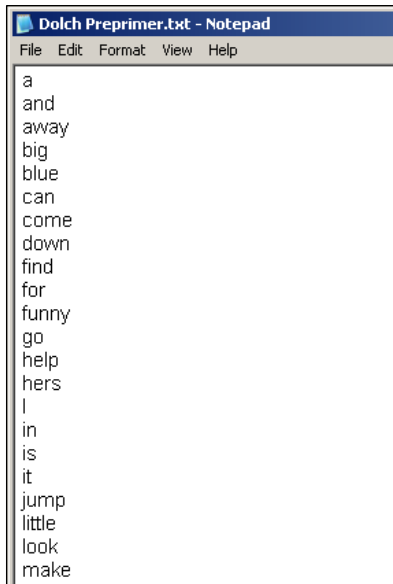 Dolch Preprimer.txt - Notepad
File Edit Format View Help
a
and
away
big
blue
can
come
down
find
for
funny
go
help
hers
I
in
is
it
jump
little
look
make